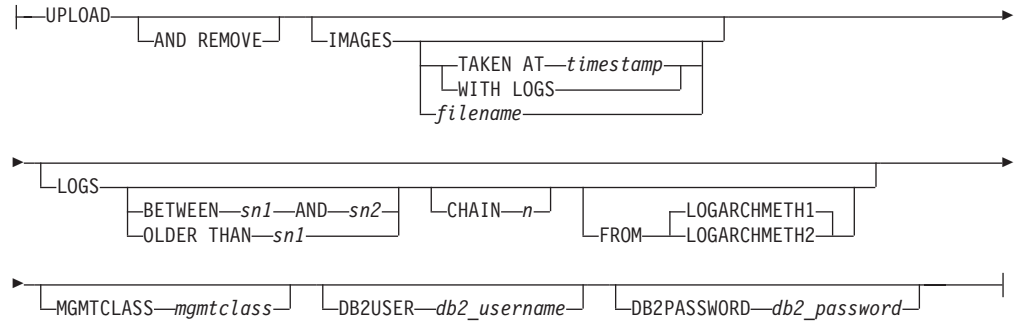 UPLOAD
AND REMOVE
IMAGES
TAKEN AT timestamp
WITH LOGS
filename
LOGS
BETWEEN sn1 AND sn2
OLDER THAN sn1
CHAIN n
FROM
LOGARCHMETH1
LOGARCHMETH2
MGMTCLASS mgmtclass
DB2USER db2_username
DB2PASSWORD db2_password